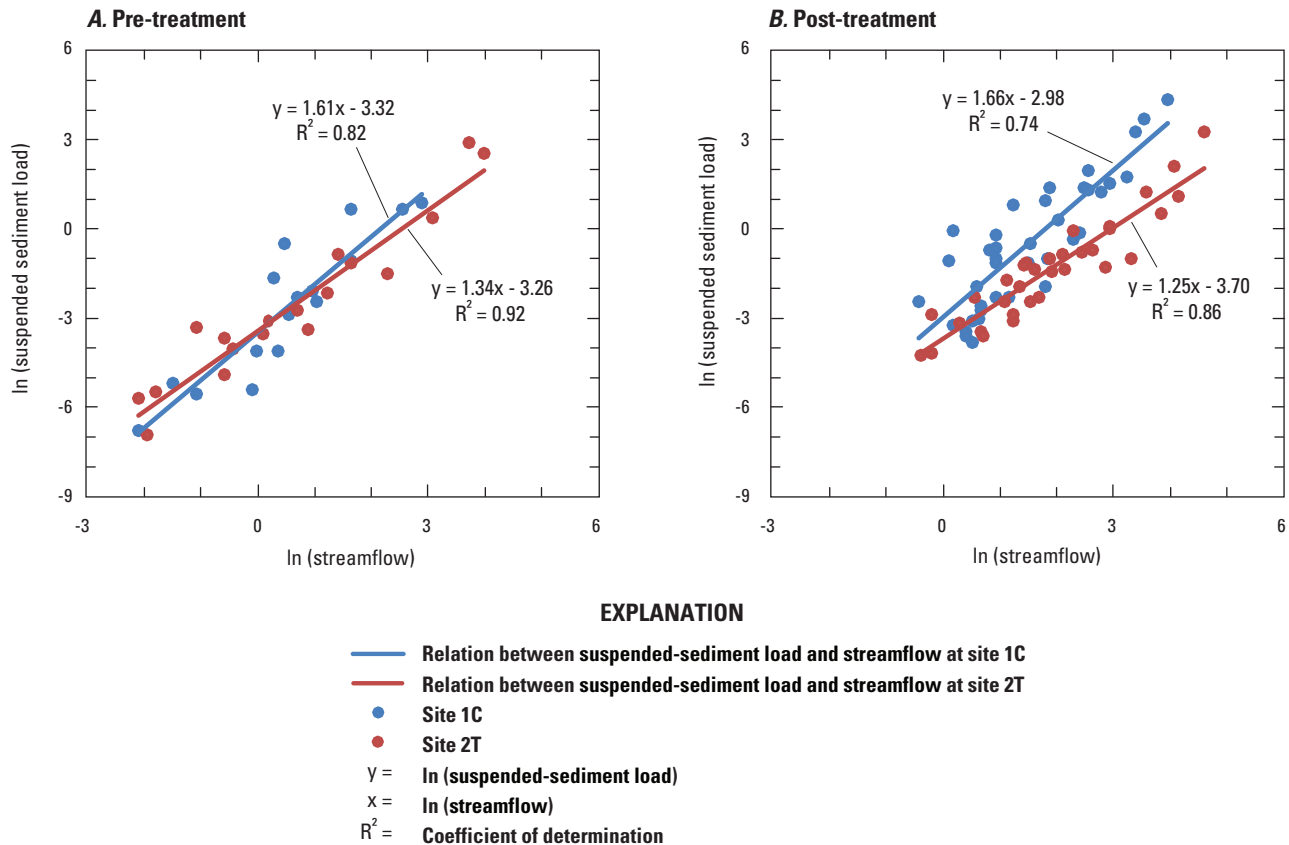 A. Pre-treatment
6
3
0
-3
-6
-9
ln (suspended sediment load)
y = 1.61x - 3.32
R² = 0.82
y = 1.34x - 3.26
R² = 0.92
-3
0
3
6
ln (streamflow)
B. Post-treatment
6
3
0
-3
-6
-9
ln (suspended sediment load)
y = 1.66x - 2.98
R² = 0.74
y = 1.25x - 3.70
R² = 0.86
-3
0
3
6
ln (streamflow)
EXPLANATION
Relation between suspended-sediment load and streamflow at site 1C
Relation between suspended-sediment load and streamflow at site 2T
Site 1C
Site 2T
y = ln (suspended-sediment load)
x = ln (streamflow)
R² = Coefficient of determination